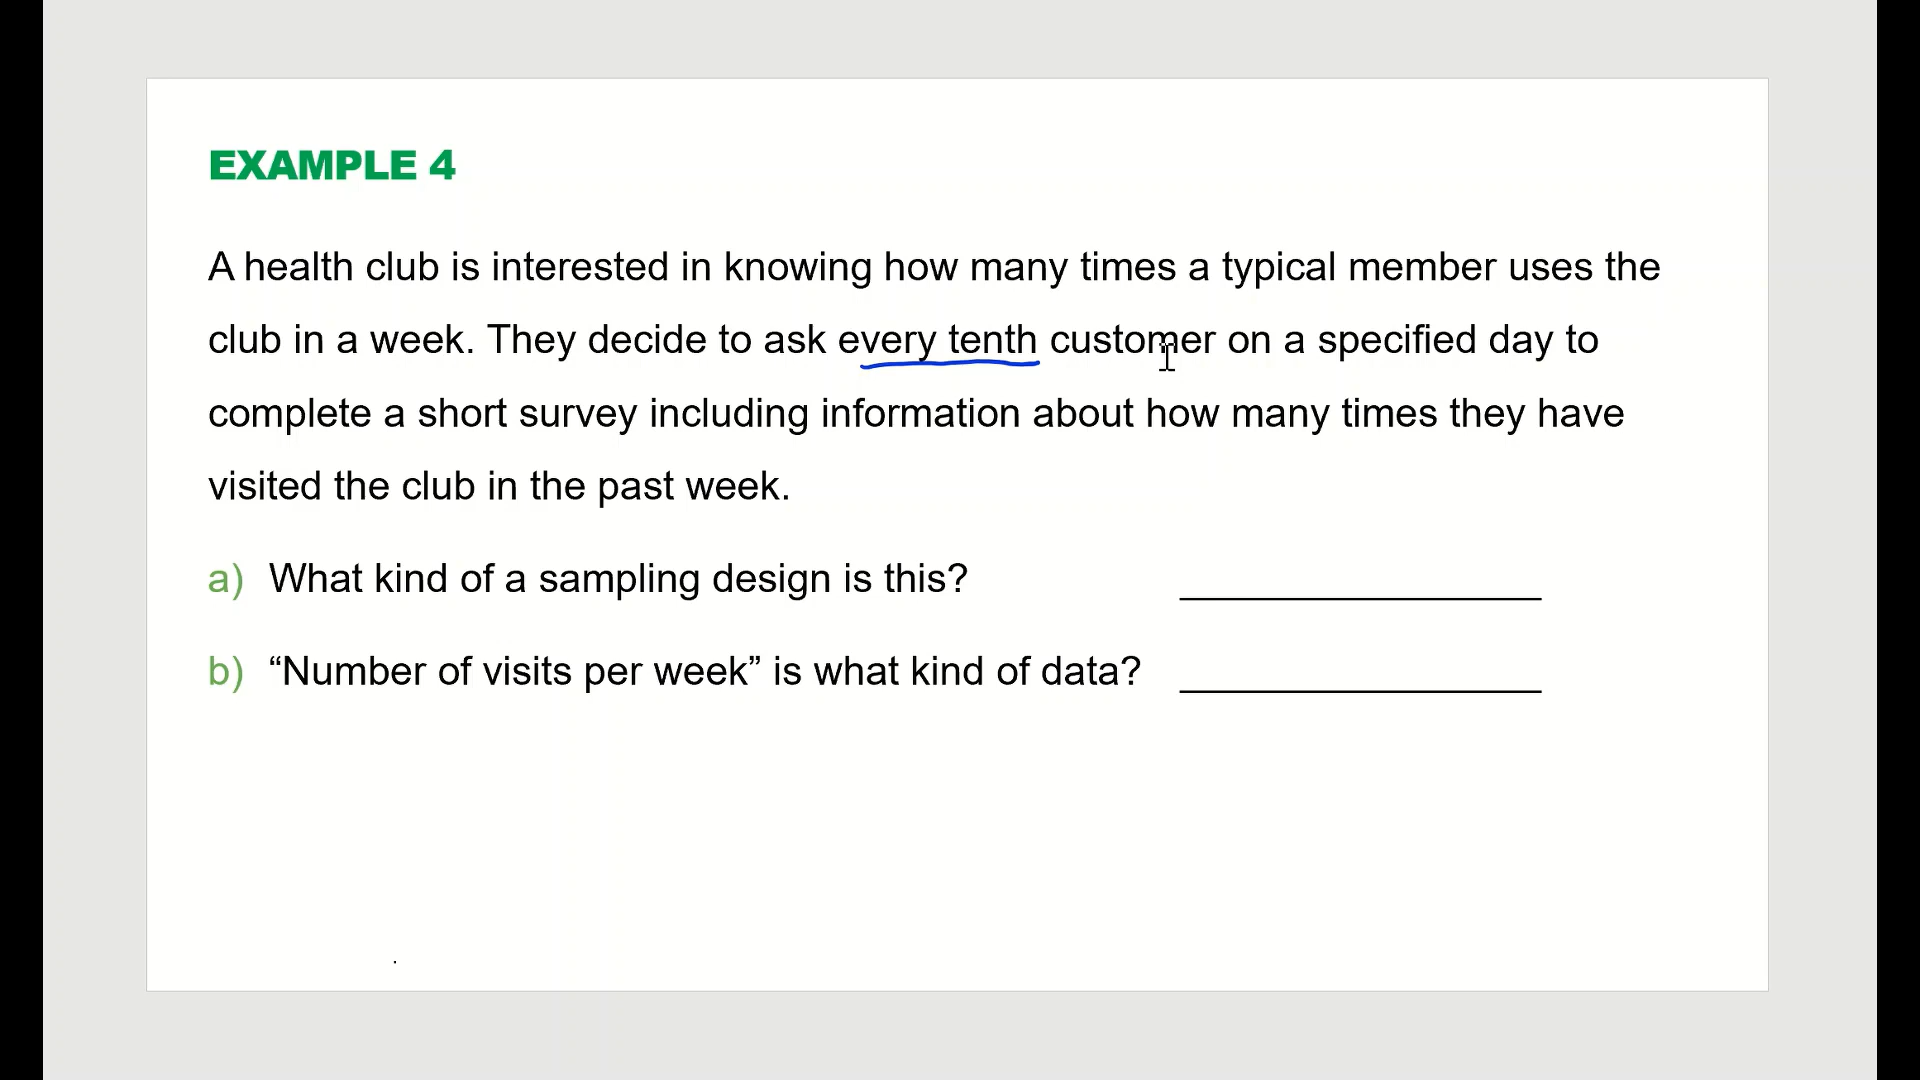 EXAMPLE 4
A health club is interested in knowing how many times a typical member uses the
club in a week. They decide to ask every tenth customer on a specified day to
complete a short survey including information about how many times they have
visited the club in the past week.
a) What kind of a sampling design is this? ________________
b) “Number of visits per week” is what kind of data? ________________